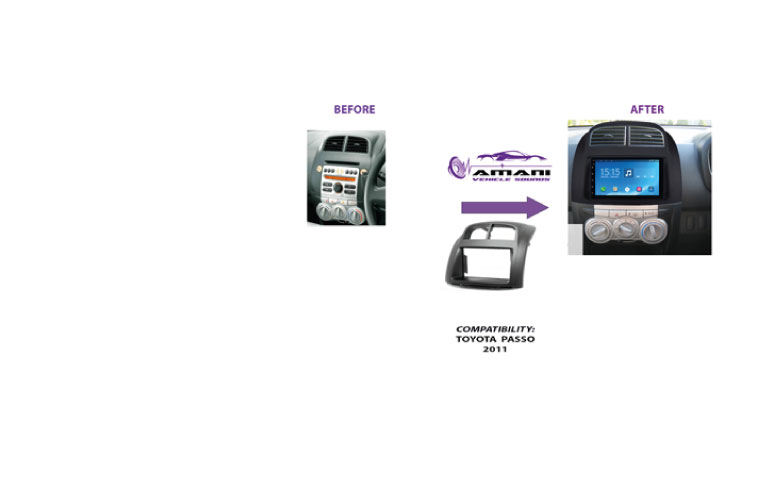 BEFORE
AFTER
AMANI
VEHICLE SOUNDS
15:15
COMPATIBILITY:
TOYOTA PASSO
2011